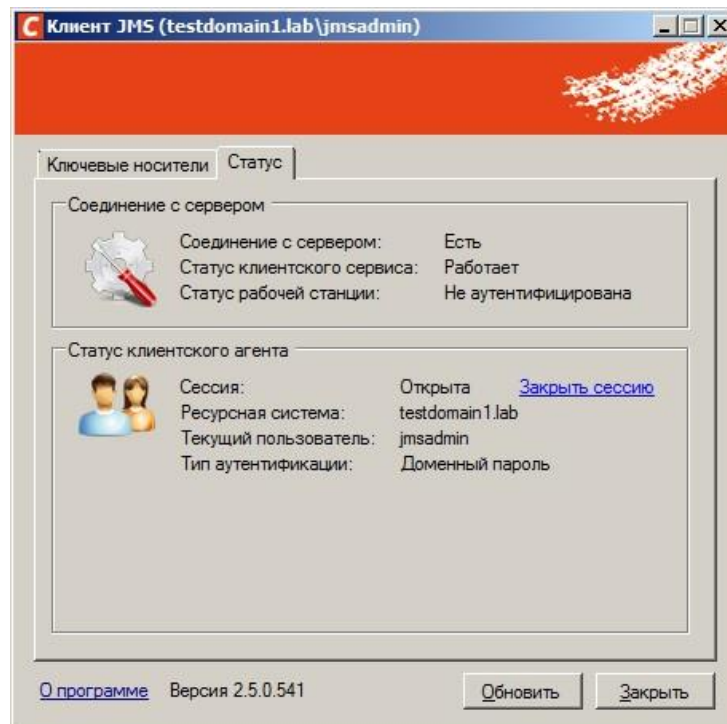 Клиент JMS (testdomain1.lab\jmsadmin)
Ключевые носители Статус
Соединение с сервером
Соединение с сервером: Есть
Статус клиентского сервиса: Работает
Статус рабочей станции: Не аутентифицирована
Статус клиентского агента
Сессия: Открыта Закрыть сессию
Ресурсная система: testdomain1.lab
Текущий пользователь: jmsadmin
Тип аутентификации: Доменный пароль
О программе Версия 2.5.0.541 Обновить Закрыть